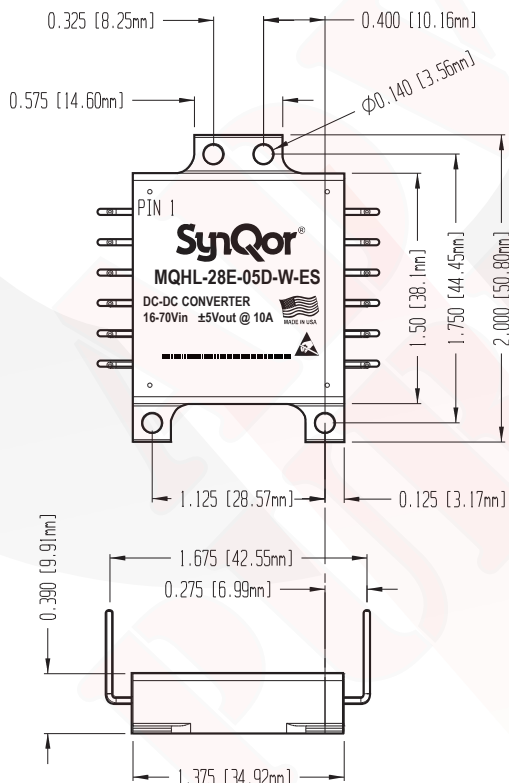 0.325 [8.25mm]
0.400 [10.16mm]
0.575 [14.60mm]
Ø0.140 [3.56mm]
PIN 1
SynQor®
MQHL-28E-05D-W-ES
DC-DC CONVERTER
16-70Vin ±5Vout @ 10A
MADE IN USA
1.50 [38.1mm]
1.750 [44.45mm]
2.000 [50.80mm]
1.125 [28.57mm]
0.125 [3.17mm]
0.390 [9.91mm]
1.675 [42.55mm]
0.275 [6.99mm]
1.375 [34.92mm]